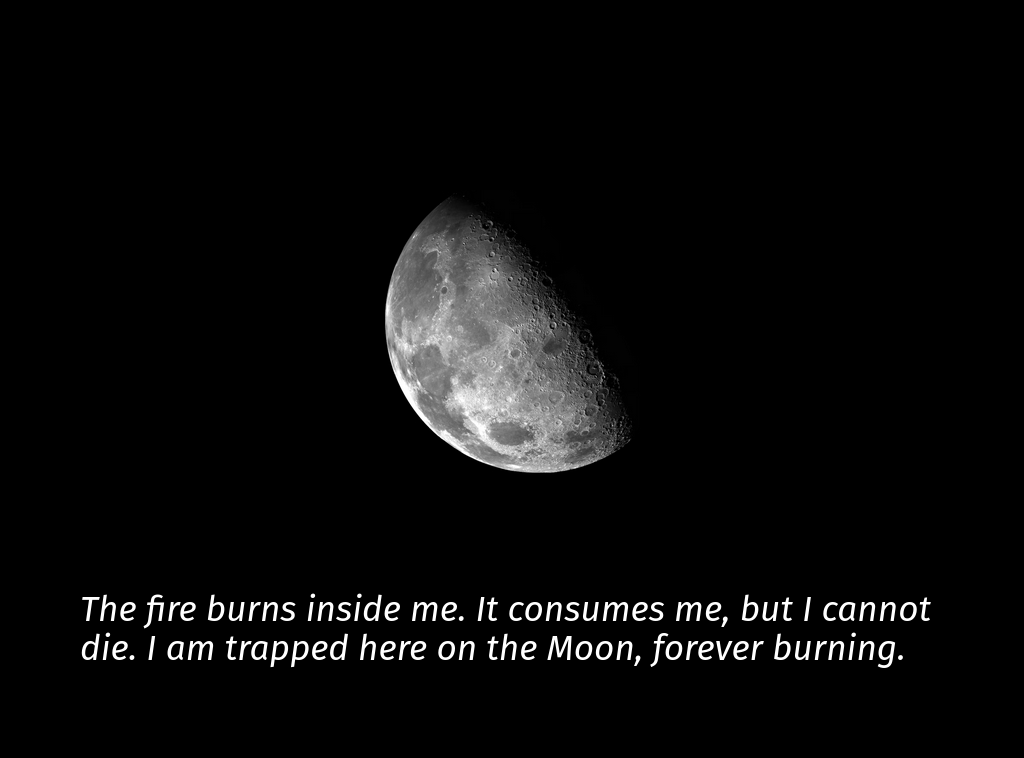 The fire burns inside me. It consumes me, but I cannot
die. I am trapped here on the Moon, forever burning.